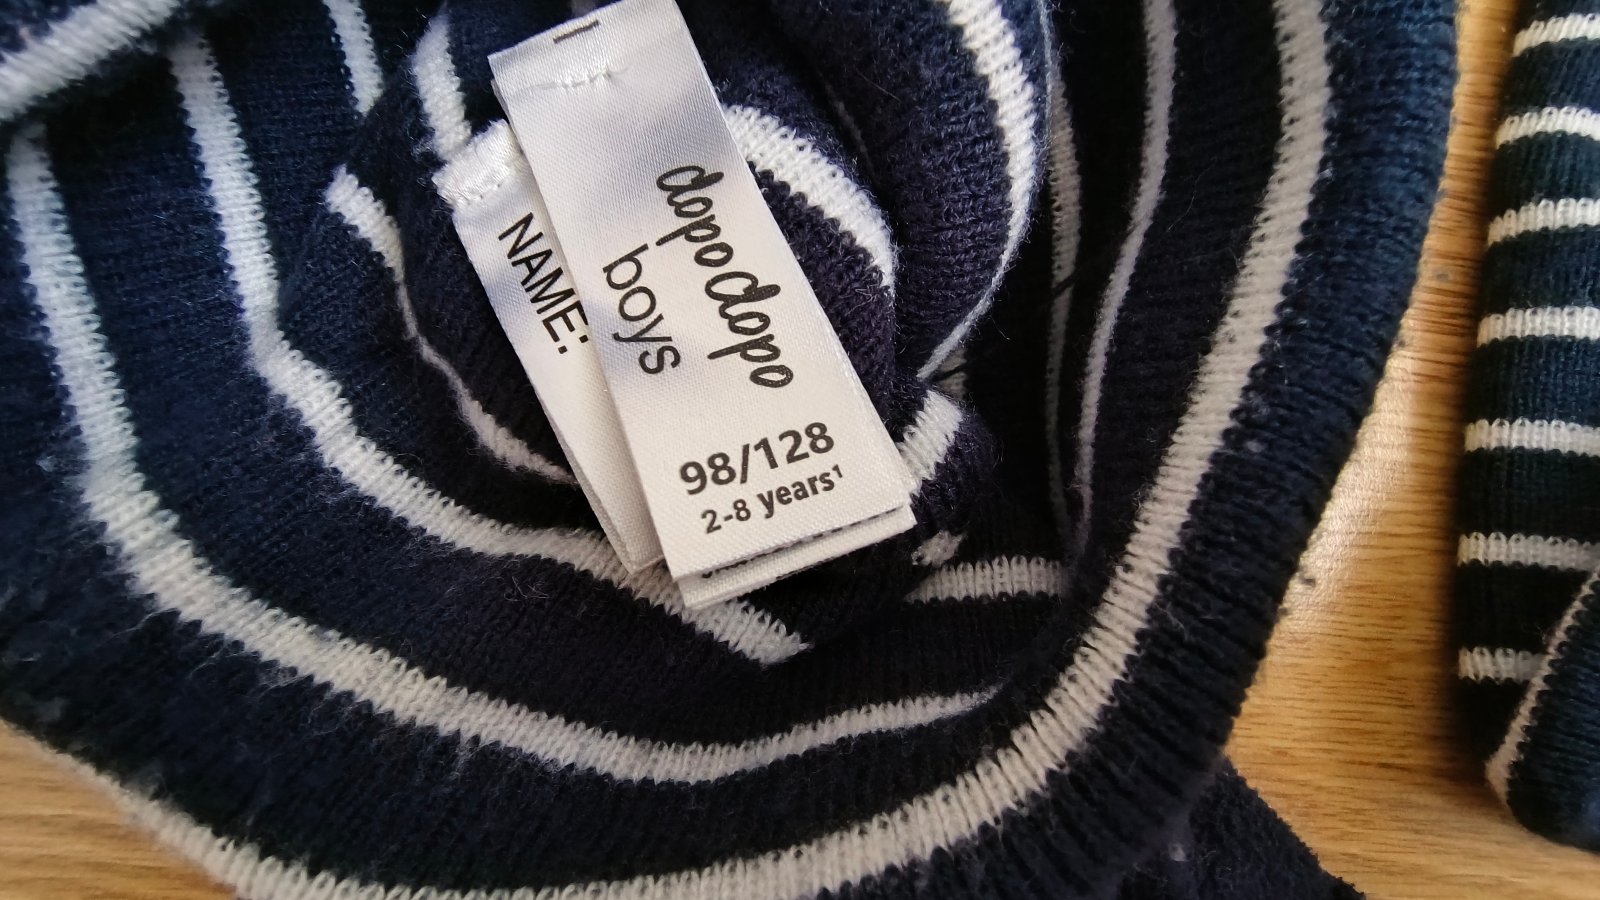 dopodopo
boys
98/128
2-8 years¹
NAME: